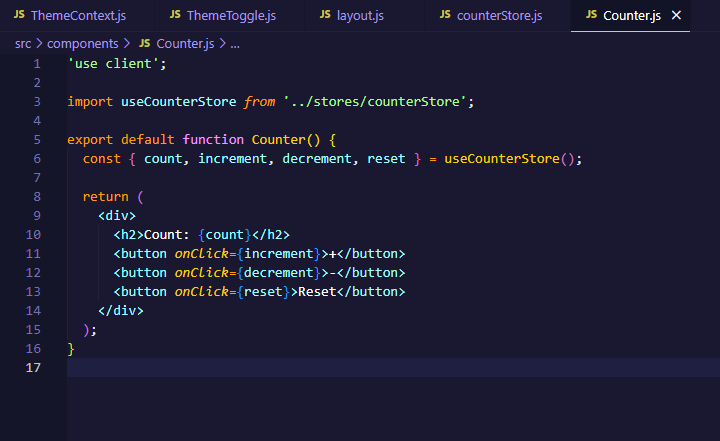 JS ThemeContext.js JS ThemeToggle.js JS layout.js JS counterStore.js JS Counter.js ×
src > components > JS Counter.js > ...
1 'use client';
2
3 import useCounterStore from '../stores/counterStore';
4
5 export default function Counter() {
6   const { count, increment, decrement, reset } = useCounterStore();
7
8   return (
9     <div>
10       <h2>Count: {count}</h2>
11       <button onClick={increment}>+</button>
12       <button onClick={decrement}>-</button>
13       <button onClick={reset}>Reset</button>
14     </div>
15   );
16 }
17